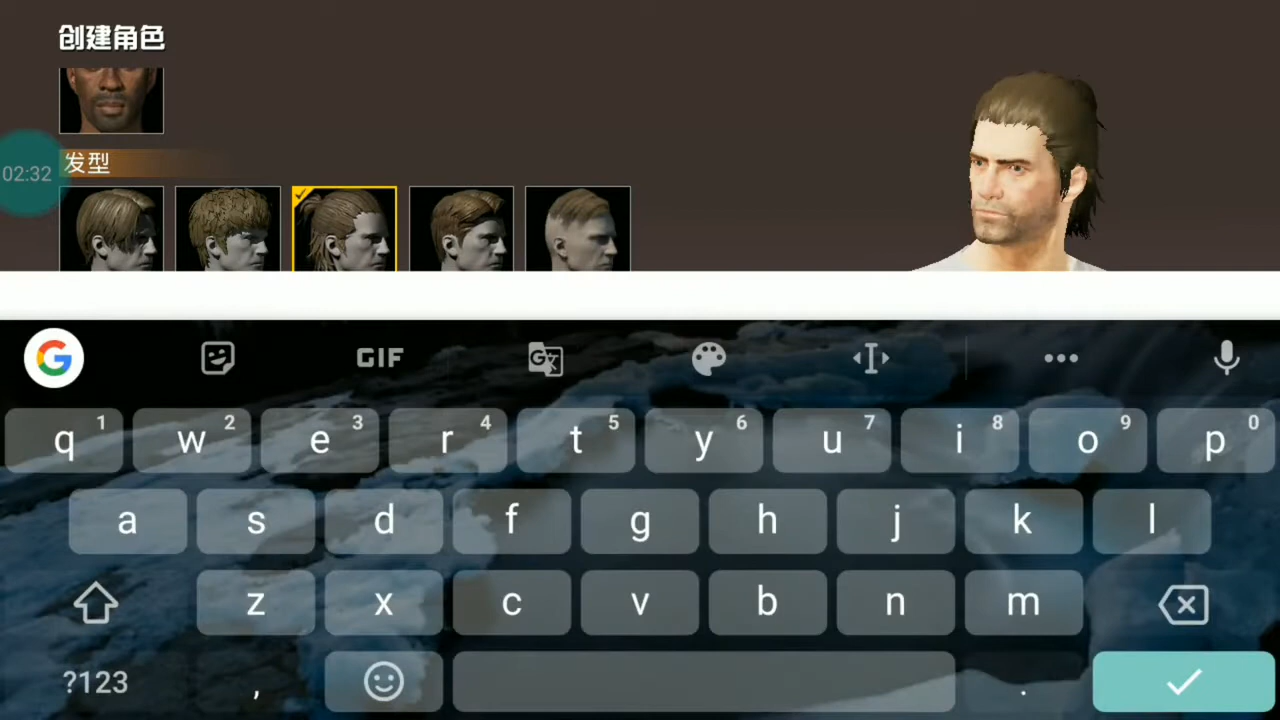 创建角色
02:32
发型
GIF
q 1 w 2 e 3 r 4 t 5 y 6 u 7 i 8 o 9 p 0
a s d f g h j k l
z x c v b n m
?123 , .